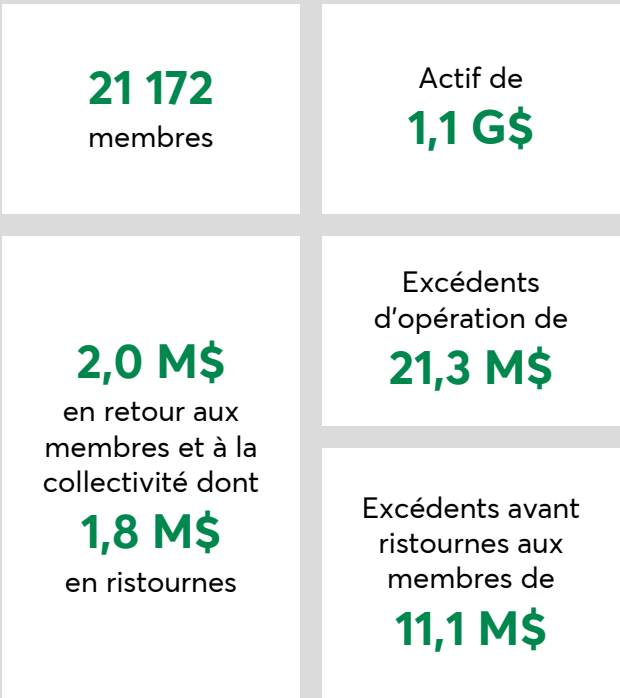 21 172
membres
Actif de
1,1 G$
2,0 M$
en retour aux
membres et à la
collectivité dont
1,8 M$
en ristournes
Excédents
d’opération de
21,3 M$
Excédents avant
ristournes aux
membres de
11,1 M$